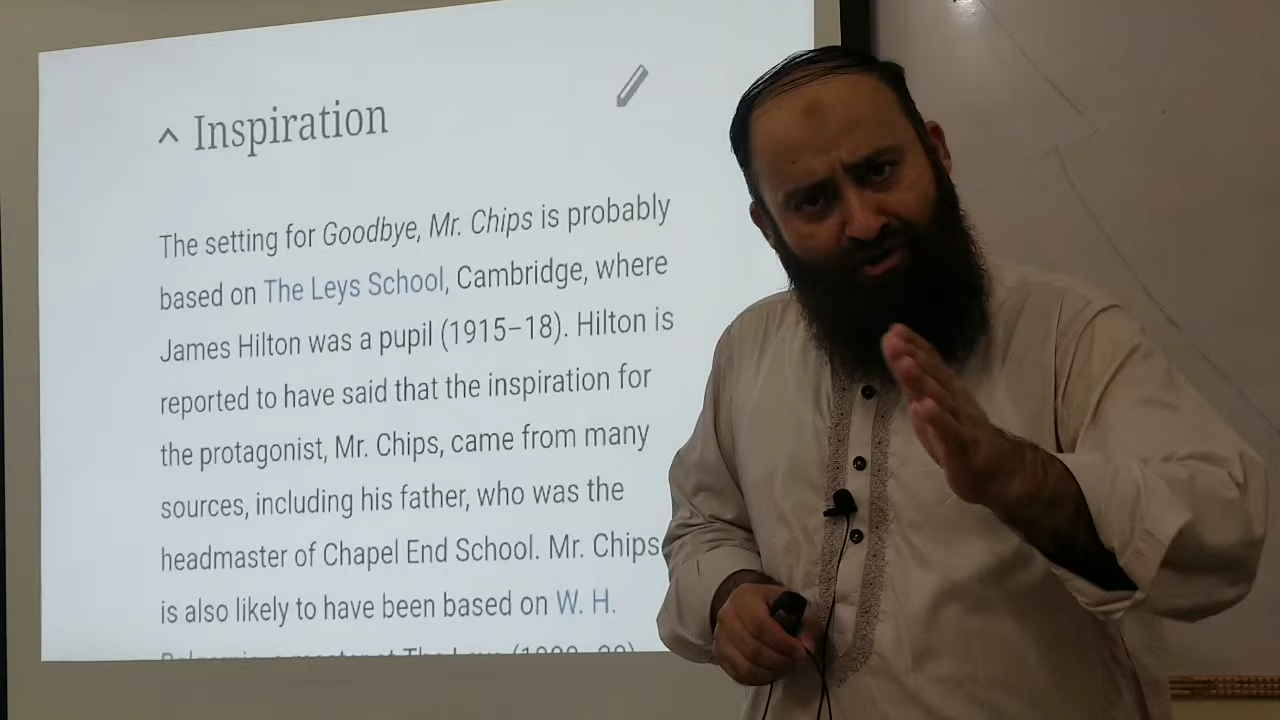 Inspiration
The setting for Goodbye, Mr. Chips is probably
based on The Leys School, Cambridge, where
James Hilton was a pupil (1915–18). Hilton is
reported to have said that the inspiration for
the protagonist, Mr. Chips, came from many
sources, including his father, who was the
headmaster of Chapel End School. Mr. Chips
is also likely to have been based on W. H.